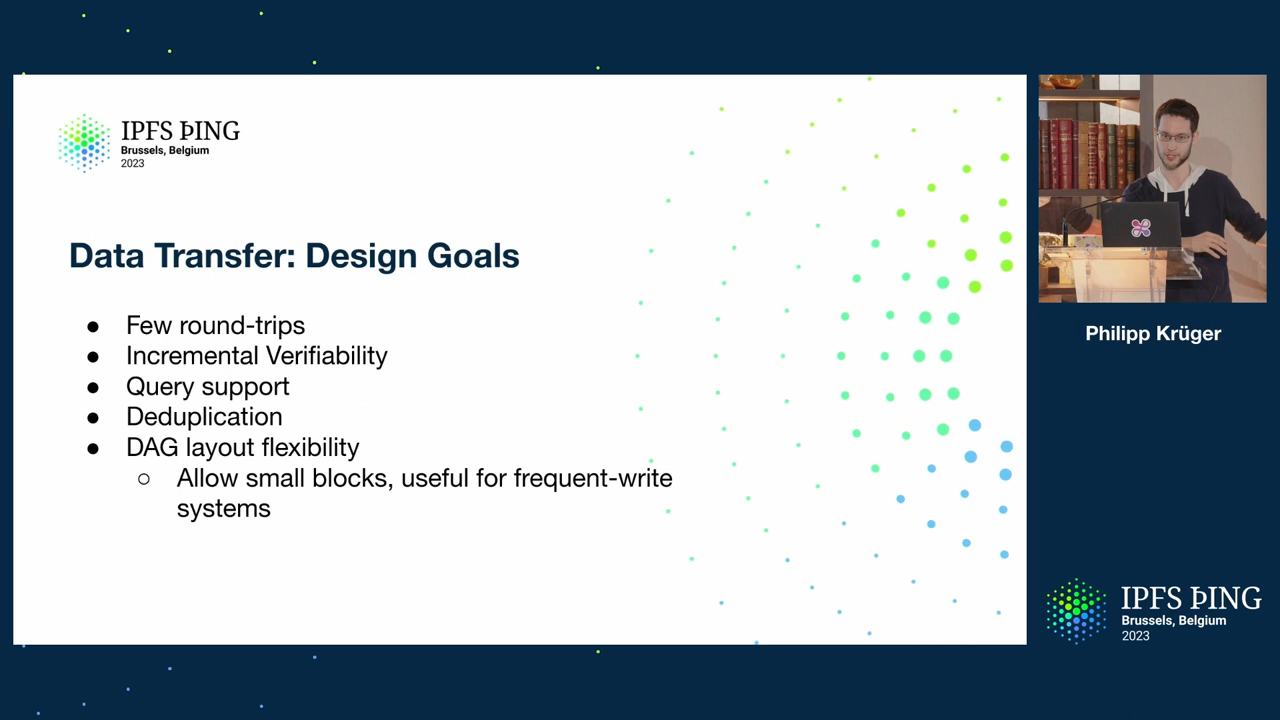 IPFS ÞING
Brussels, Belgium
2023
Data Transfer: Design Goals
● Few round-trips
● Incremental Verifiability
● Query support
● Deduplication
● DAG layout flexibility
○ Allow small blocks, useful for frequent-write
systems
Philipp Krüger
IPFS ÞING
Brussels, Belgium
2023